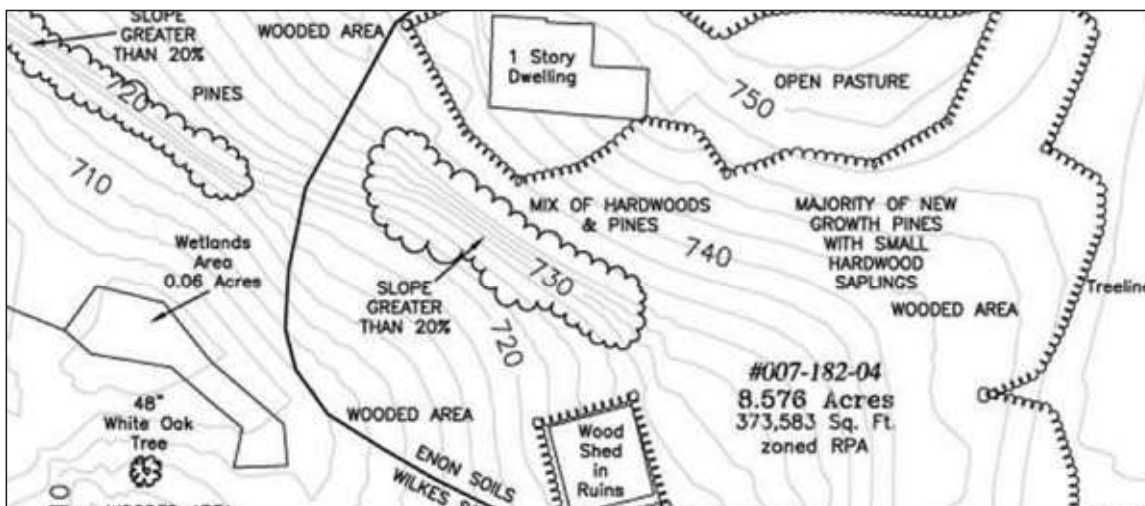 SLOPE
GREATER
THAN 20%
WOODED AREA
1 Story
Dwelling
OPEN PASTURE
720
PINES
750
710
MIX OF HARDWOODS
& PINES
MAJORITY OF NEW
GROWTH PINES
WITH SMALL
HARDWOOD
SAPLINGS
740
Wetlands
Area
0.06 Acres
730
SLOPE
GREATER
THAN 20%
Treeline
WOODED AREA
720
#007-182-04
8.576 Acres
373,583 Sq. Ft.
zoned RPA
48"
White Oak
Tree
WOODED AREA
Wood
Shed
in
Ruins
ENON SOILS
WILKES
WOODED AREA